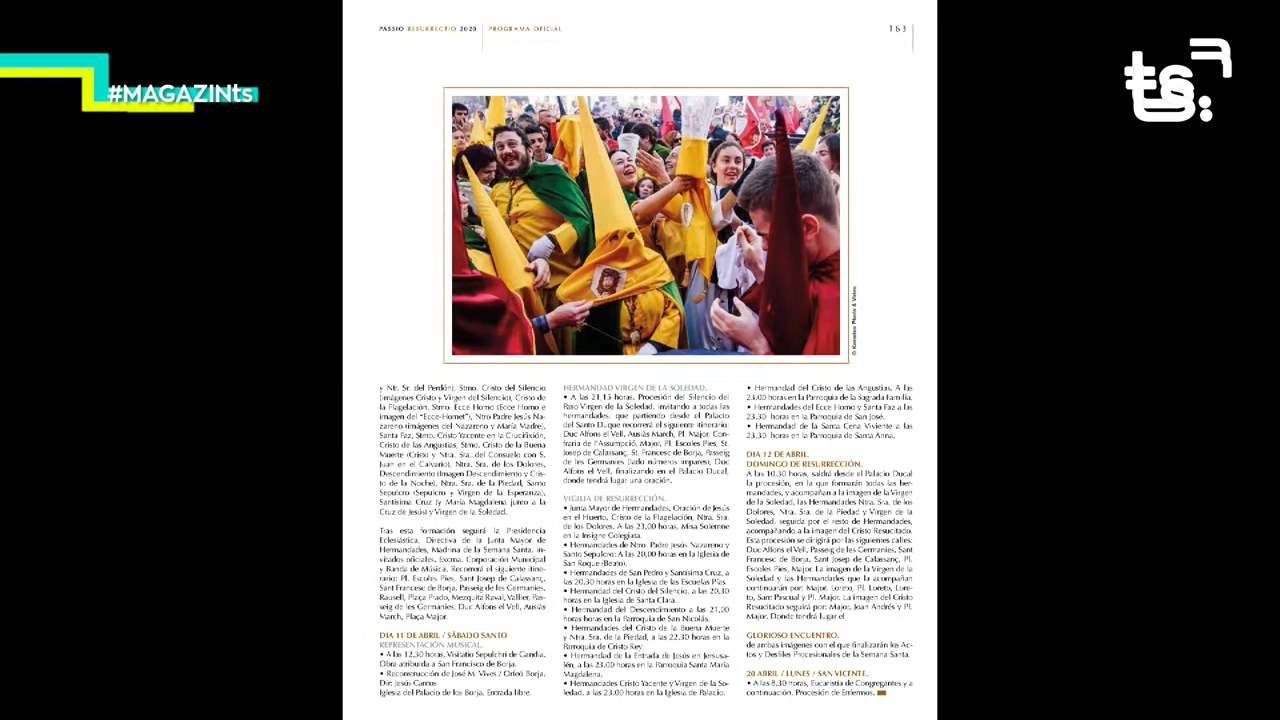 PASSIO RESURRECTIO 2020 PROGRAMA OFICIAL
163
#MAGAZINts
ts
© Korrodos Photo & Video
y Ntr. Sr. del Perdón), Stmo. Cristo del Silencio
(imágenes Cristo y Virgen del Silencio), Cristo de
la Flagelación, Stmo. Ecce Homo (Ecce Homo e
imagen del "Ecce-Homet"), Ntro Padre Jesús Na-
zareno (imágenes del Nazareno y María Madre),
Santa Faz, Stmo. Cristo Yacente en la Crucifixión,
Cristo de las Angustias, Stmo. Cristo de la Buena
Muerte (Cristo y Ntra. Sra. del Consuelo con S.
Juan en el Calvario), Ntra. Sra. de los Dolores,
Descendimiento (Imagen Descendimiento y Cris-
to de la Noche), Ntra. Sra. de la Piedad, Santo
Sepulcro (Sepulcro y Virgen de la Esperanza),
Santísima Cruz (y María Magdalena junto a la
Cruz de Jesús) y Virgen de la Soledad.
Tras esta formación seguirá la Presidencia
Eclesiástica, Directiva de la Junta Mayor de
Hermandades, Madrina de la Semana Santa, in-
vitados oficiales, Excma. Corporación Municipal
y Banda de Música. Recorrerá el siguiente itine-
rario: Pl. Escoles Pies, Sant Josep de Calassanç,
Sant Francesc de Borja, Passeig de les Germanies,
Rausell, Plaça Prado, Mezquita Raval, Vallier, Pas-
seig de les Germanies, Duc Alfons el Vell, Ausiàs
March, Plaça Major.
DIA 11 DE ABRIL / SÁBADO SANTO
REPRESENTACIÓN MUSICAL.
• A las 12,30 horas. Visitatio Sepulchri de Gandia.
Obra atribuida a San Francisco de Borja.
• Reconstrucción de José M. Vives / Orfeó Borja.
Dir: Jesús Cantos
Iglesia del Palacio de los Borja. Entrada libre.
HERMANDAD VIRGEN DE LA SOLEDAD.
• A las 21,15 horas. Procesión del Silencio del
Paso Virgen de la Soledad, invitando a todas las
hermandades, que partiendo desde el Palacio
del Santo Duque recorrerá el siguiente itinerario:
Duc Alfons el Vell, Ausiàs March, Pl. Major, Con-
fraria de l'Assumpció, Major, Pl. Escoles Pies, St.
Josep de Calassanç, St. Francesc de Borja, Passeig
de les Germanies (lado números impares), Duc
Alfons el Vell, finalizando en el Palacio Ducal,
donde tendrá lugar una oración.
VIGILIA DE RESURRECCIÓN.
• Junta Mayor de Hermandades, Oración de Jesús
en el Huerto, Cristo de la Flagelación, Ntra. Sra.
de los Dolores. A las 23,00 horas. Misa Solemne
en la Insigne Colegiata.
• Hermandades de Ntro. Padre Jesús Nazareno y
Santo Sepulcro: A las 20,00 horas en la Iglesia de
San Roque (Beato).
• Hermandades de San Pedro y Santísima Cruz, a
las 20,30 horas en la Iglesia de las Escuelas Pías.
• Hermandad del Cristo del Silencio, a las 20,30
horas en la Iglesia de Santa Clara.
• Hermandad del Descendimiento a las 21,00
horas en la Parroquia de San Nicolás.
• Hermandades del Cristo de la Buena Muerte
y Ntra. Sra. de la Piedad, a las 22,30 horas en la
Parroquia de Cristo Rey.
• Hermandad de la Entrada de Jesús en Jersusa-
lén, a las 23,00 horas en la Parroquia Santa María
Magdalena.
• Hermandades Cristo Yacente y Virgen de la So-
ledad, a las 23,00 horas en la Iglesia de Palacio.
• Hermandad del Cristo de las Angustias. A las
23,00 horas en la Parroquia de la Sagrada Familia.
• Hermandades del Ecce Homo y Santa Faz a las
23,30 horas en la Parroquia de San José.
• Hermandad de la Santa Cena Viviente a las
23,30 horas en la Parroquia de Santa Anna.
DIA 12 DE ABRIL.
DOMINGO DE RESURRECCIÓN.
A las 10,30 horas, saldrá desde el Palacio Ducal
la procesión, en la que formarán todas las her-
mandades, y acompañan a la imagen de la Virgen
de la Soledad, las Hermandades Ntra. Sra. de los
Dolores, Ntra. Sra. de la Piedad y Virgen de la
Soledad, seguida por el resto de Hermandades,
acompañando a la imagen del Cristo Resucitado.
Esta procesión se dirigirá por las siguientes calles:
Duc Alfons el Vell, Passeig de les Germanies, Sant
Francesc de Borja, Sant Josep de Calassanç, Pl.
Escoles Pies, Major. La imagen de la Virgen de la
Soledad y las Hermandades que la acompañan
continuarán por: Major, Loreto, Pl. Loreto, Lore-
to, Sant Pascual y Pl. Major. La imagen del Cristo
Resucitado seguirá por: Major, Joan Andrés y Pl.
Major. Donde tendrá lugar el
GLORIOSO ENCUENTRO.
de ambas imágenes con el que finalizarán los Ac-
tos y Desfiles Procesionales de la Semana Santa.
20 ABRIL / LUNES / SAN VICENTE.
• A las 8,30 horas, Eucaristía de Congregantes y a
continuación, Procesión de Enfermos.